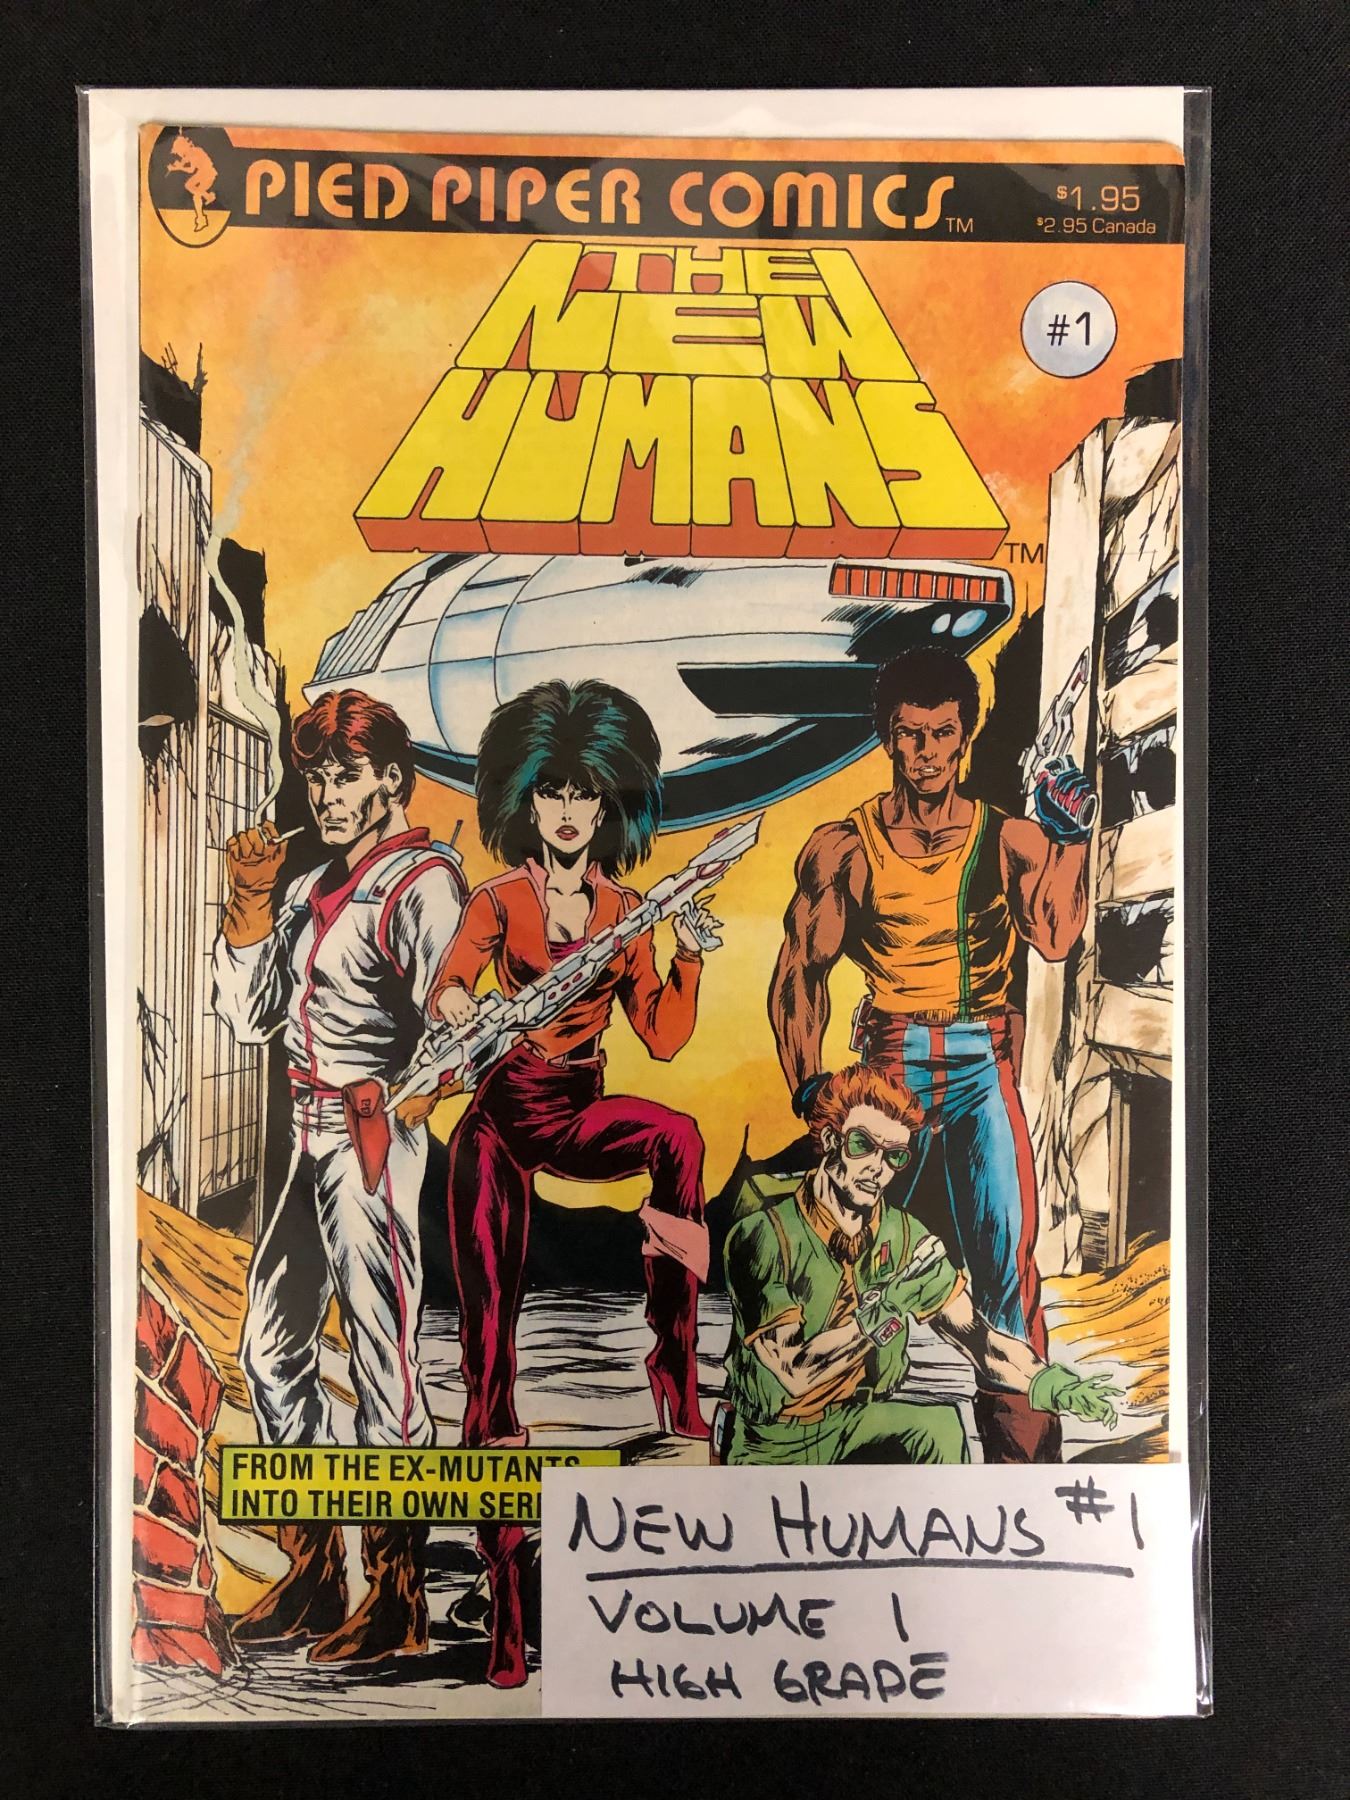 PIED PIPER COMICS TM
$1.95
$2.95 Canada
THE
NEW
HUMANS
TM
#1
FROM THE EX-MUTANTS
INTO THEIR OWN SERI
NEW HUMANS #1
VOLUME 1
HIGH GRADE